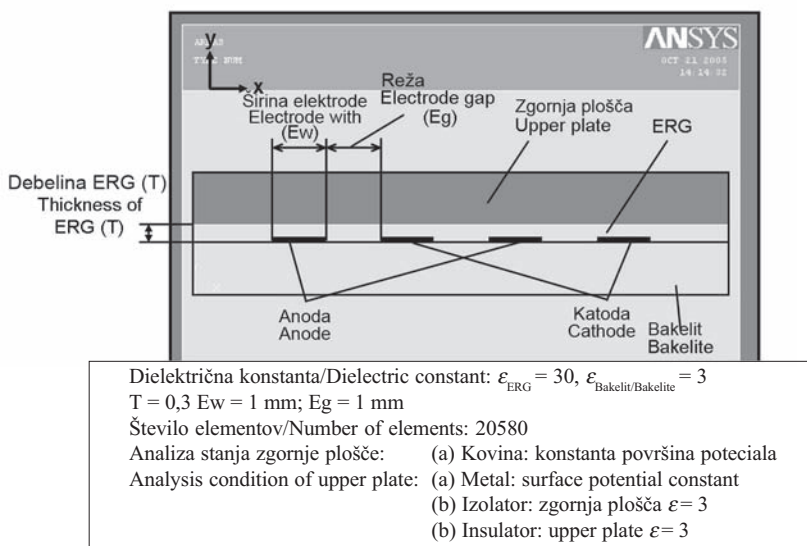 ANSYS
OCT 21 2003
14:14:32
y
x
Širina elektrode
Electrode with
(Ew)
Reža
Electrode gap
(Eg)
Zgornja plošča
Upper plate
ERG
Debelina ERG (T)
Thickness of
ERG (T)
Anoda
Anode
Katoda
Cathode
Bakelit
Bakelite
Dielektrična konstanta/Dielectric constant: εERG = 30, εBakelit/Bakelite = 3
T = 0,3 Ew = 1 mm; Eg = 1 mm
Število elementov/Number of elements: 20580
Analiza stanja zgornje plošče: (a) Kovina: konstanta površina poteciala
Analysis condition of upper plate: (a) Metal: surface potential constant
(b) Izolator: zgornja plošča ε= 3
(b) Insulator: upper plate ε= 3